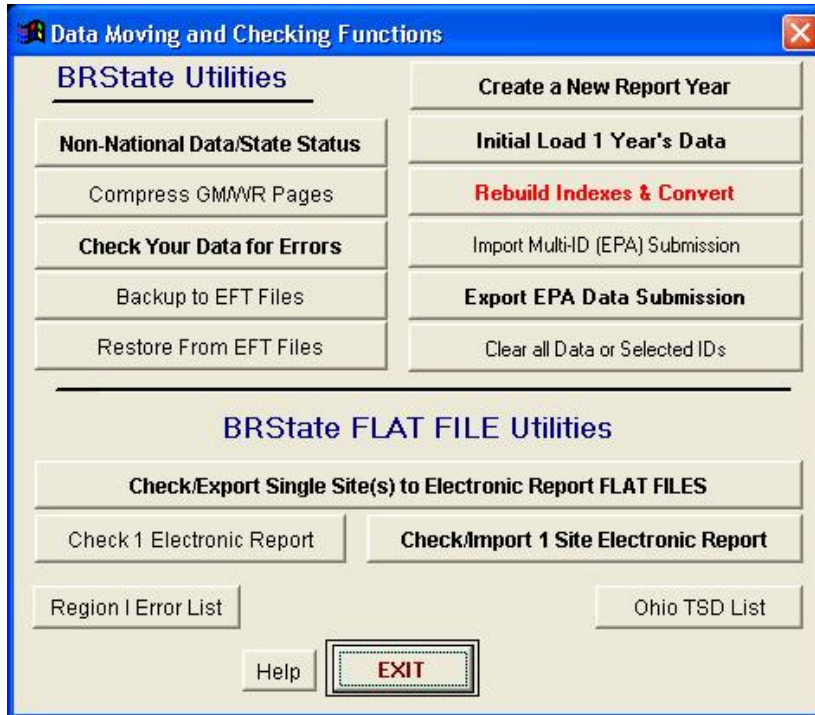 Data Moving and Checking Functions
BRState Utilities
Non-National Data/State Status
Compress GM/WR Pages
Check Your Data for Errors
Backup to EFT Files
Restore From EFT Files
Create a New Report Year
Initial Load 1 Year's Data
Rebuild Indexes & Convert
Import Multi-ID (EPA) Submission
Export EPA Data Submission
Clear all Data or Selected IDs
BRState FLAT FILE Utilities
Check/Export Single Site(s) to Electronic Report FLAT FILES
Check 1 Electronic Report
Check/Import 1 Site Electronic Report
Region I Error List
Ohio TSD List
Help
EXIT